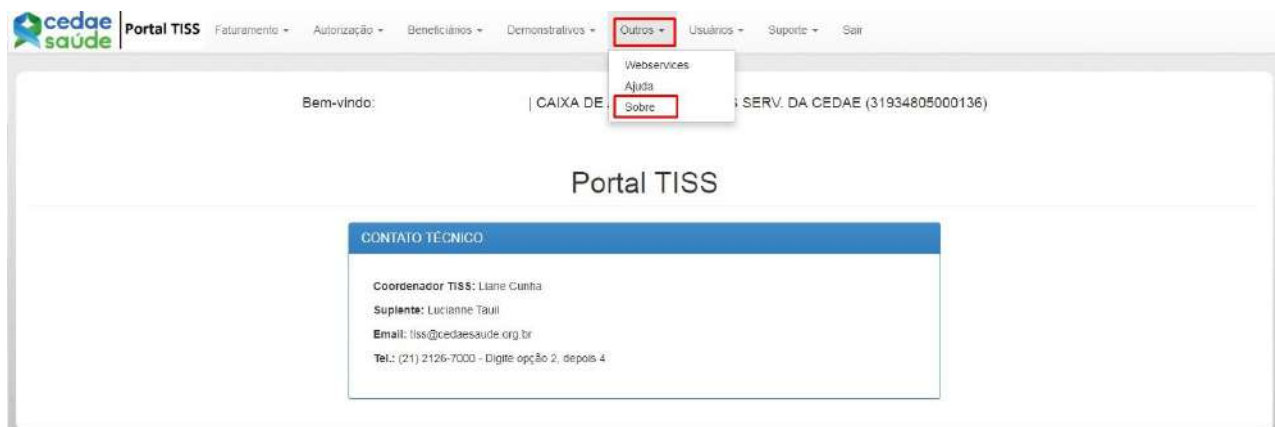 cedae saúde Portal TISS Faturamento Autorização Beneficiários Demonstrativos Outros Usuários Suporte Sair
Webservices
Ajuda
Sobre
Bem-vindo: | CAIXA DE SERV. DA CEDAE (31934805000136)
Portal TISS
CONTATO TÉCNICO
Coordenador TISS: Liane Cunha
Suplente: Lucianne Tauil
Email: tiss@cedaesaude.org.br
Tel.: (21) 2126-7000 - Digite opção 2, depois 4